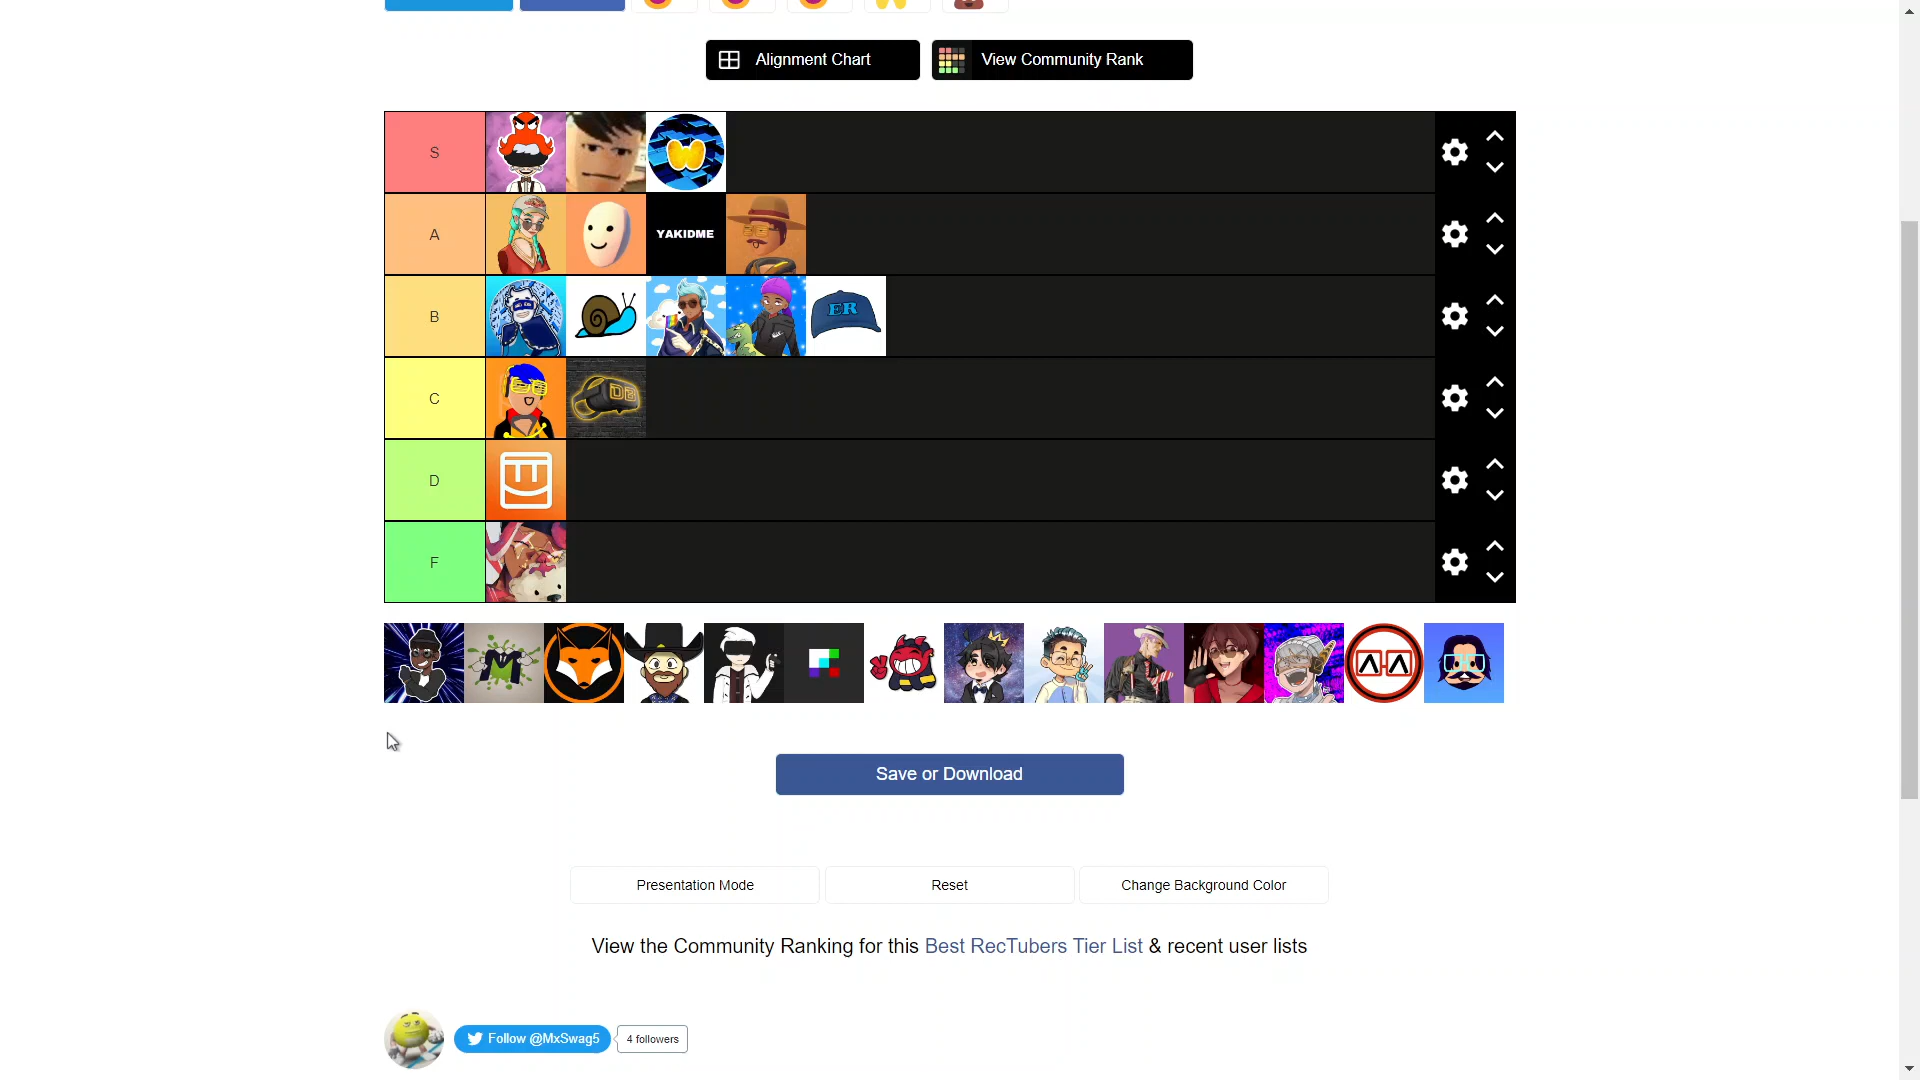 Alignment Chart
View Community Rank
S
A
YAKIDME
B
ER
C
DB
D
F
Save or Download
Presentation Mode
Reset
Change Background Color
View the Community Ranking for this Best RecTubers Tier List & recent user lists
Follow @MxSwag5
4 followers